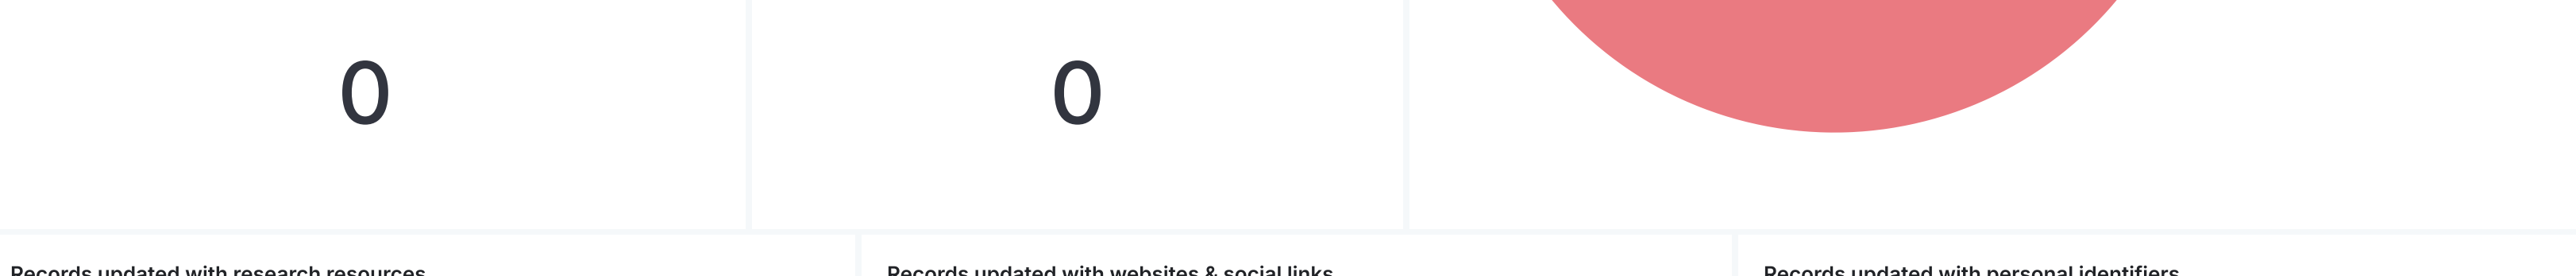 0
0
Records updated with research resources
Records updated with websites & social links
Records updated with personal identifiers